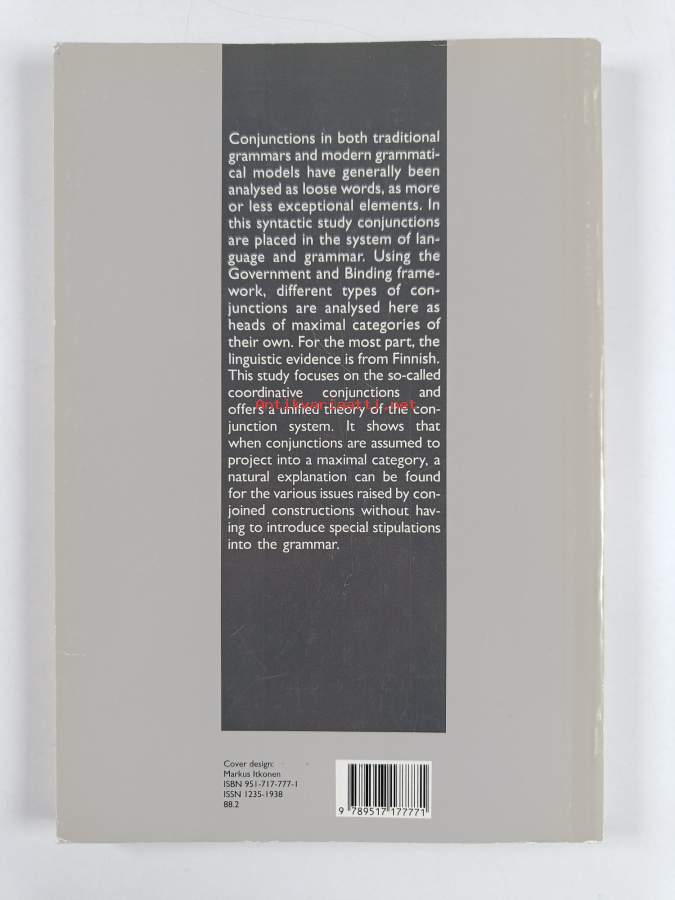 Conjunctions in both traditional
grammars and modern grammati-
cal models have generally been
analysed as loose words, as more
or less exceptional elements. In
this syntactic study conjunctions
are placed in the system of lan-
guage and grammar. Using the
Government and Binding frame-
work, different types of con-
junctions are analysed here as
heads of maximal categories of
their own. For the most part, the
linguistic evidence is from Finnish.
This study focuses on the so-called
coordinative conjunctions and
Antikvariaatti.net
offers a unified theory of the con-
junction system. It shows that
when conjunctions are assumed to
project into a maximal category, a
natural explanation can be found
for the various issues raised by con-
joined constructions without hav-
ing to introduce special stipulations
into the grammar.
Cover design:
Markus Itkonen
ISBN 951-717-777-1
ISSN 1235-1938
88.2
9 789517 177771